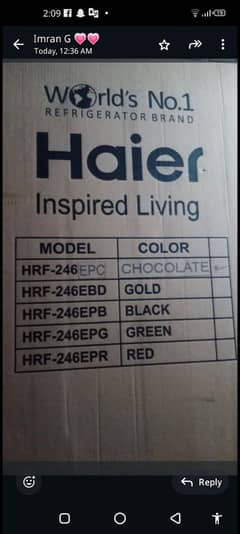 2:09
Imran G
Today, 12:36 AM
World's No.1
REFRIGERATOR BRAND
Haier
Inspired Living
MODEL COLOR
HRF-246EPC CHOCOLATE
HRF-246EBD GOLD
HRF-246EPB BLACK
HRF-246EPG GREEN
HRF-246EPR RED
Reply